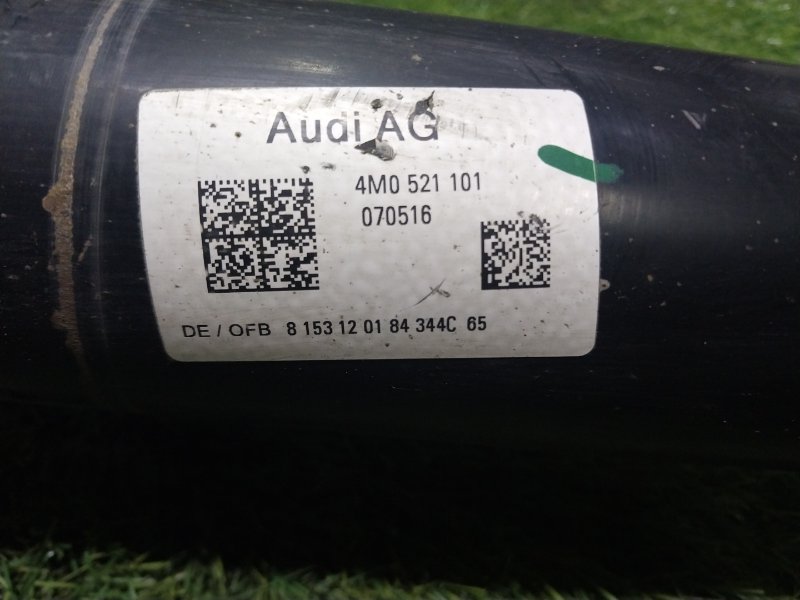 Audi AG
4M0 521 101
070516
DE / OFB 8 153 12 01 84 344C 65